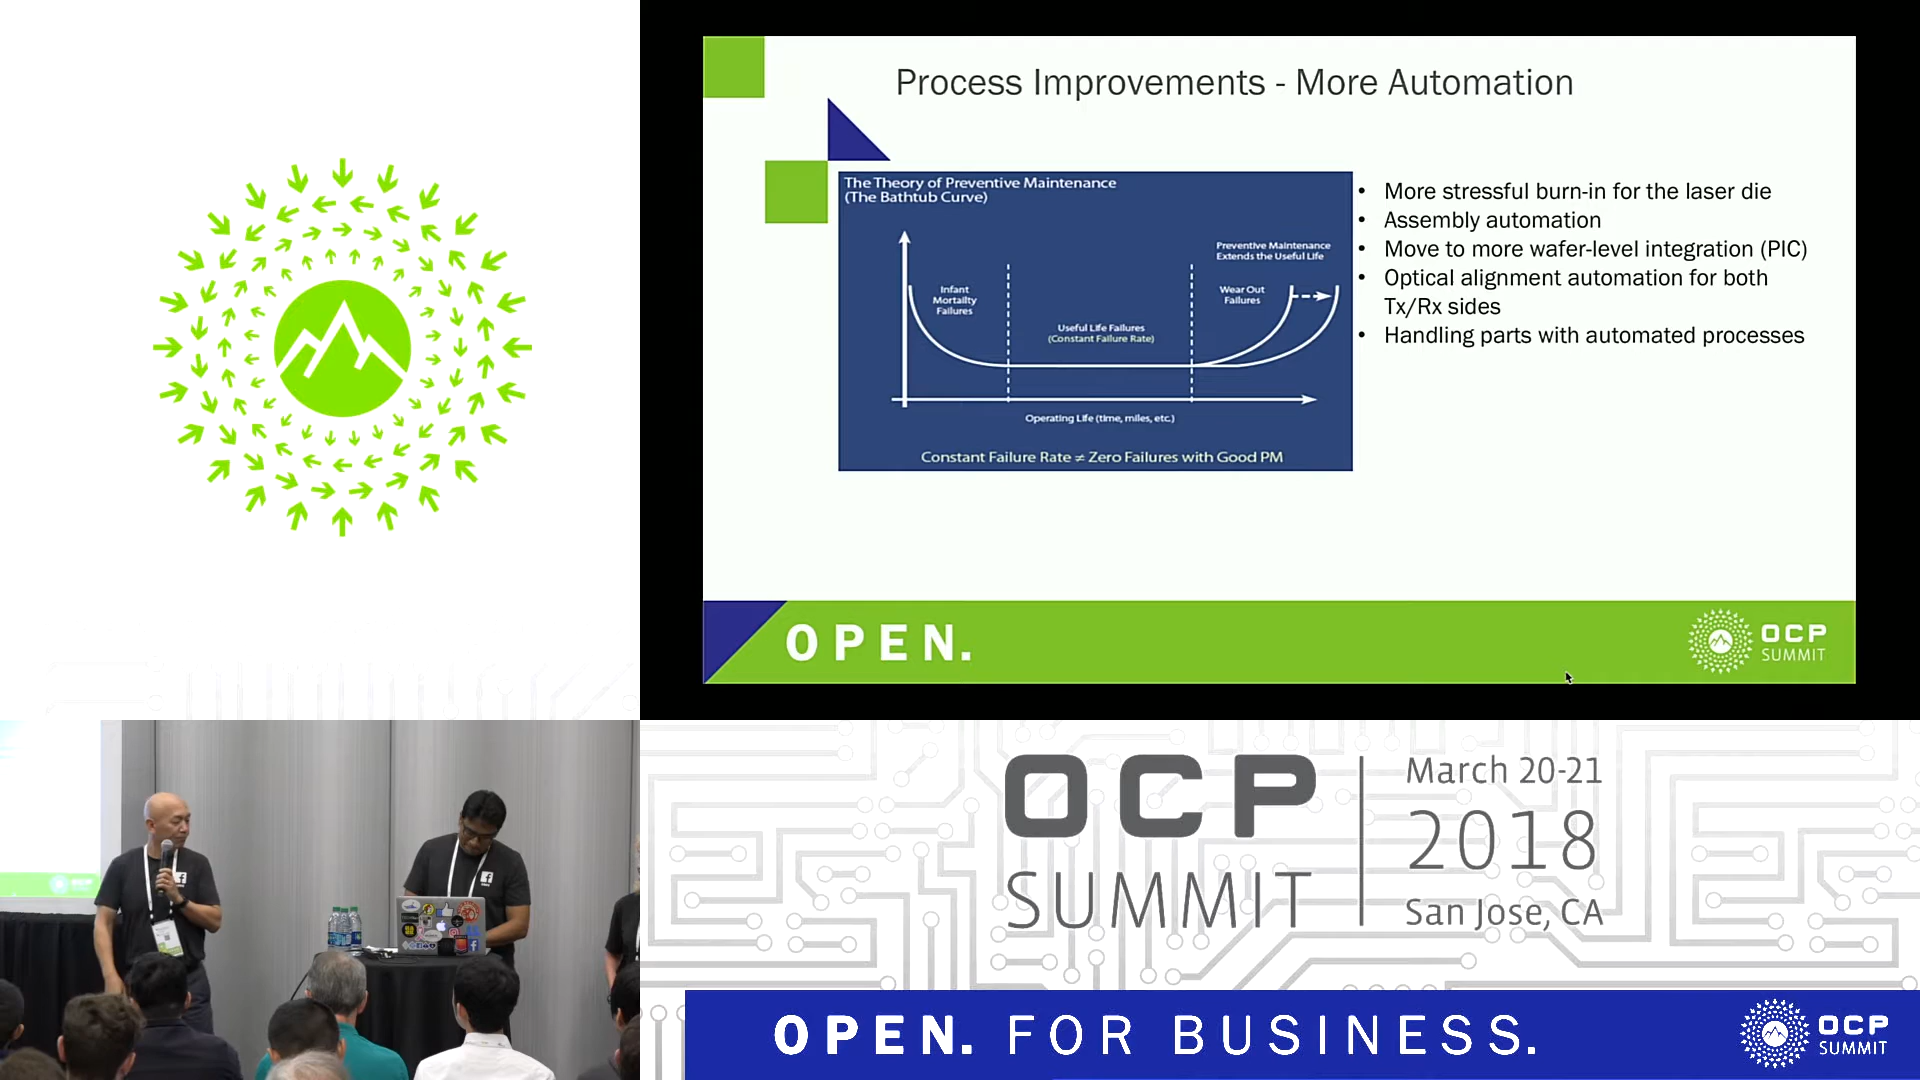 Process Improvements - More Automation
The Theory of Preventive Maintenance
(The Bathtub Curve)
Infant
Mortality
Failures
Useful Life Failures
(Constant Failure Rate)
Preventive Maintenance
Extends the Useful Life
Wear Out
Failures
Operating Life (time, miles, etc.)
Constant Failure Rate ≠ Zero Failures with Good PM
• More stressful burn-in for the laser die
• Assembly automation
• Move to more wafer-level integration (PIC)
• Optical alignment automation for both
Tx/Rx sides
• Handling parts with automated processes
OPEN.
OCP
SUMMIT
OCP
SUMMIT
March 20-21
2018
San Jose, CA
OPEN. FOR BUSINESS.
OCP
SUMMIT